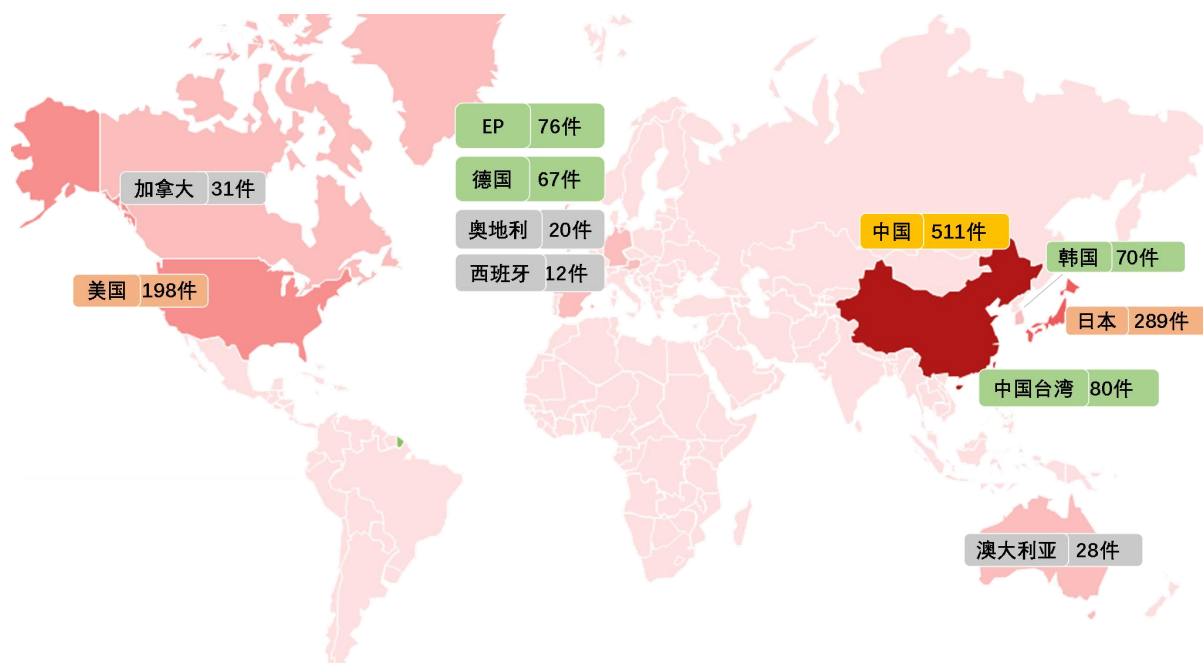 EP 76件
德国 67件
加拿大 31件
奥地利 20件
中国 511件
韩国 70件
西班牙 12件
美国 198件
日本 289件
中国台湾 80件
澳大利亚 28件